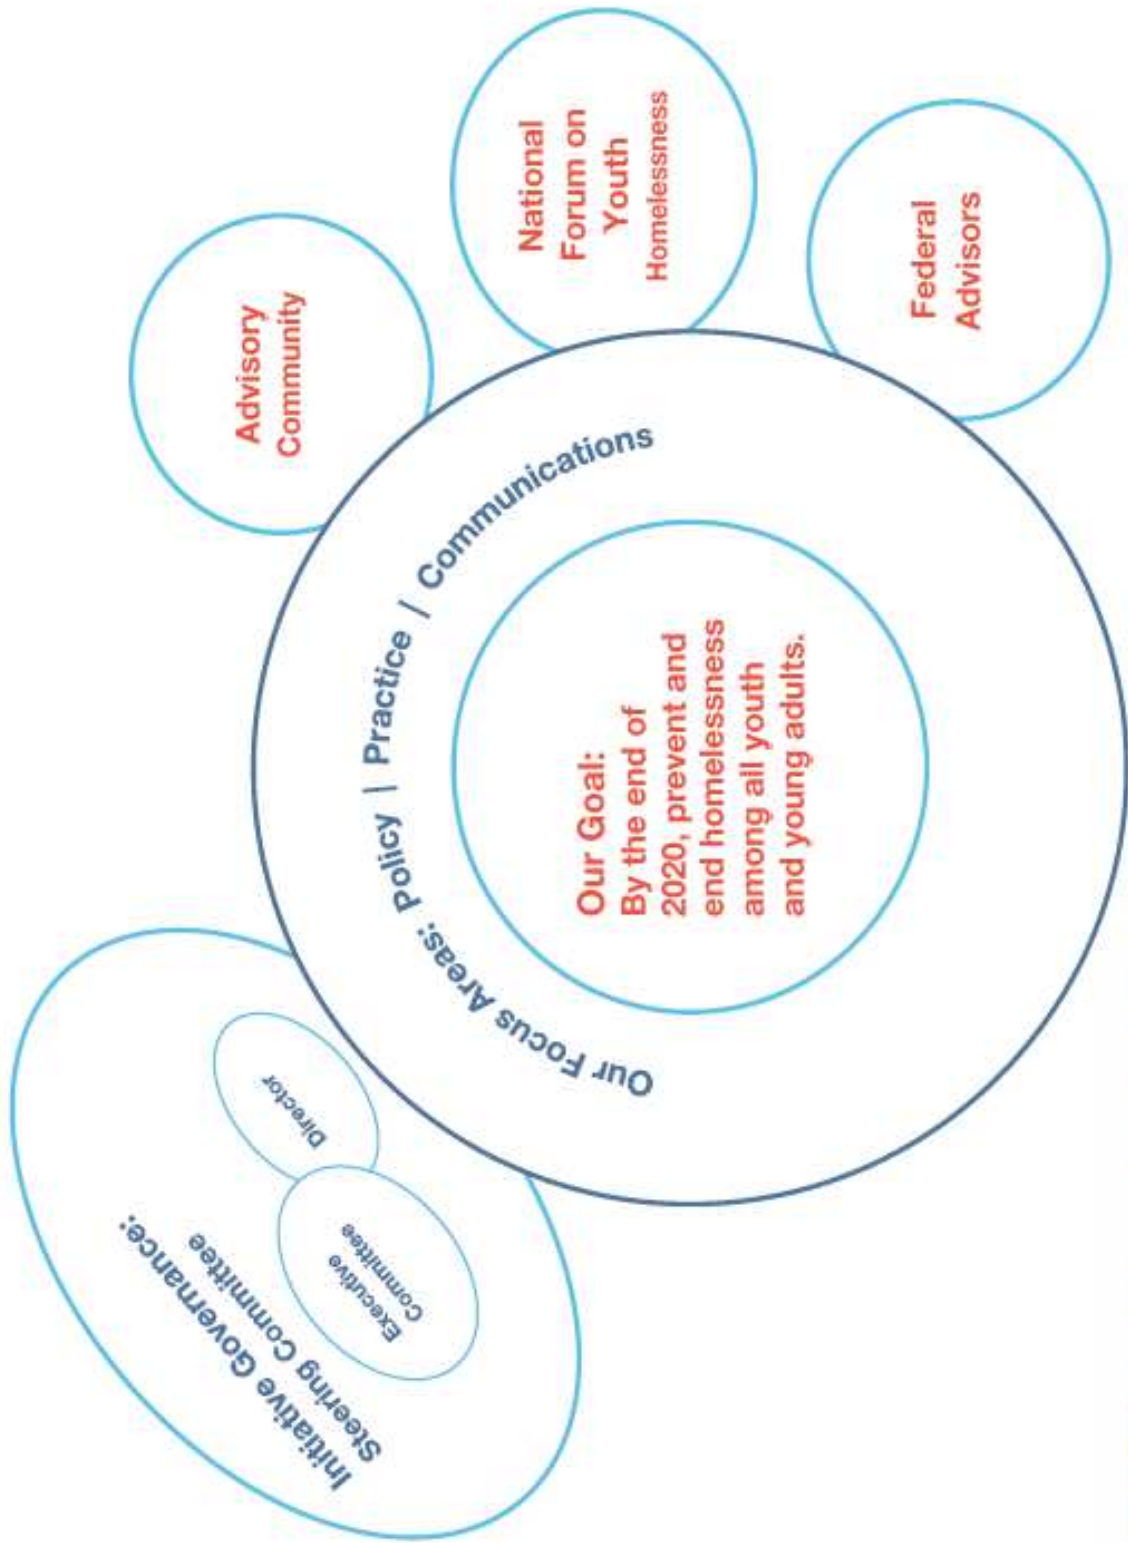 Initiative Governance:
Steering Committee
Executive
Committee
Director
Our Focus Areas: Policy | Practice | Communications
Our Goal:
By the end of
2020, prevent and
end homelessness
among all youth
and young adults.
Advisory
Community
National
Forum on
Youth
Homelessness
Federal
Advisors